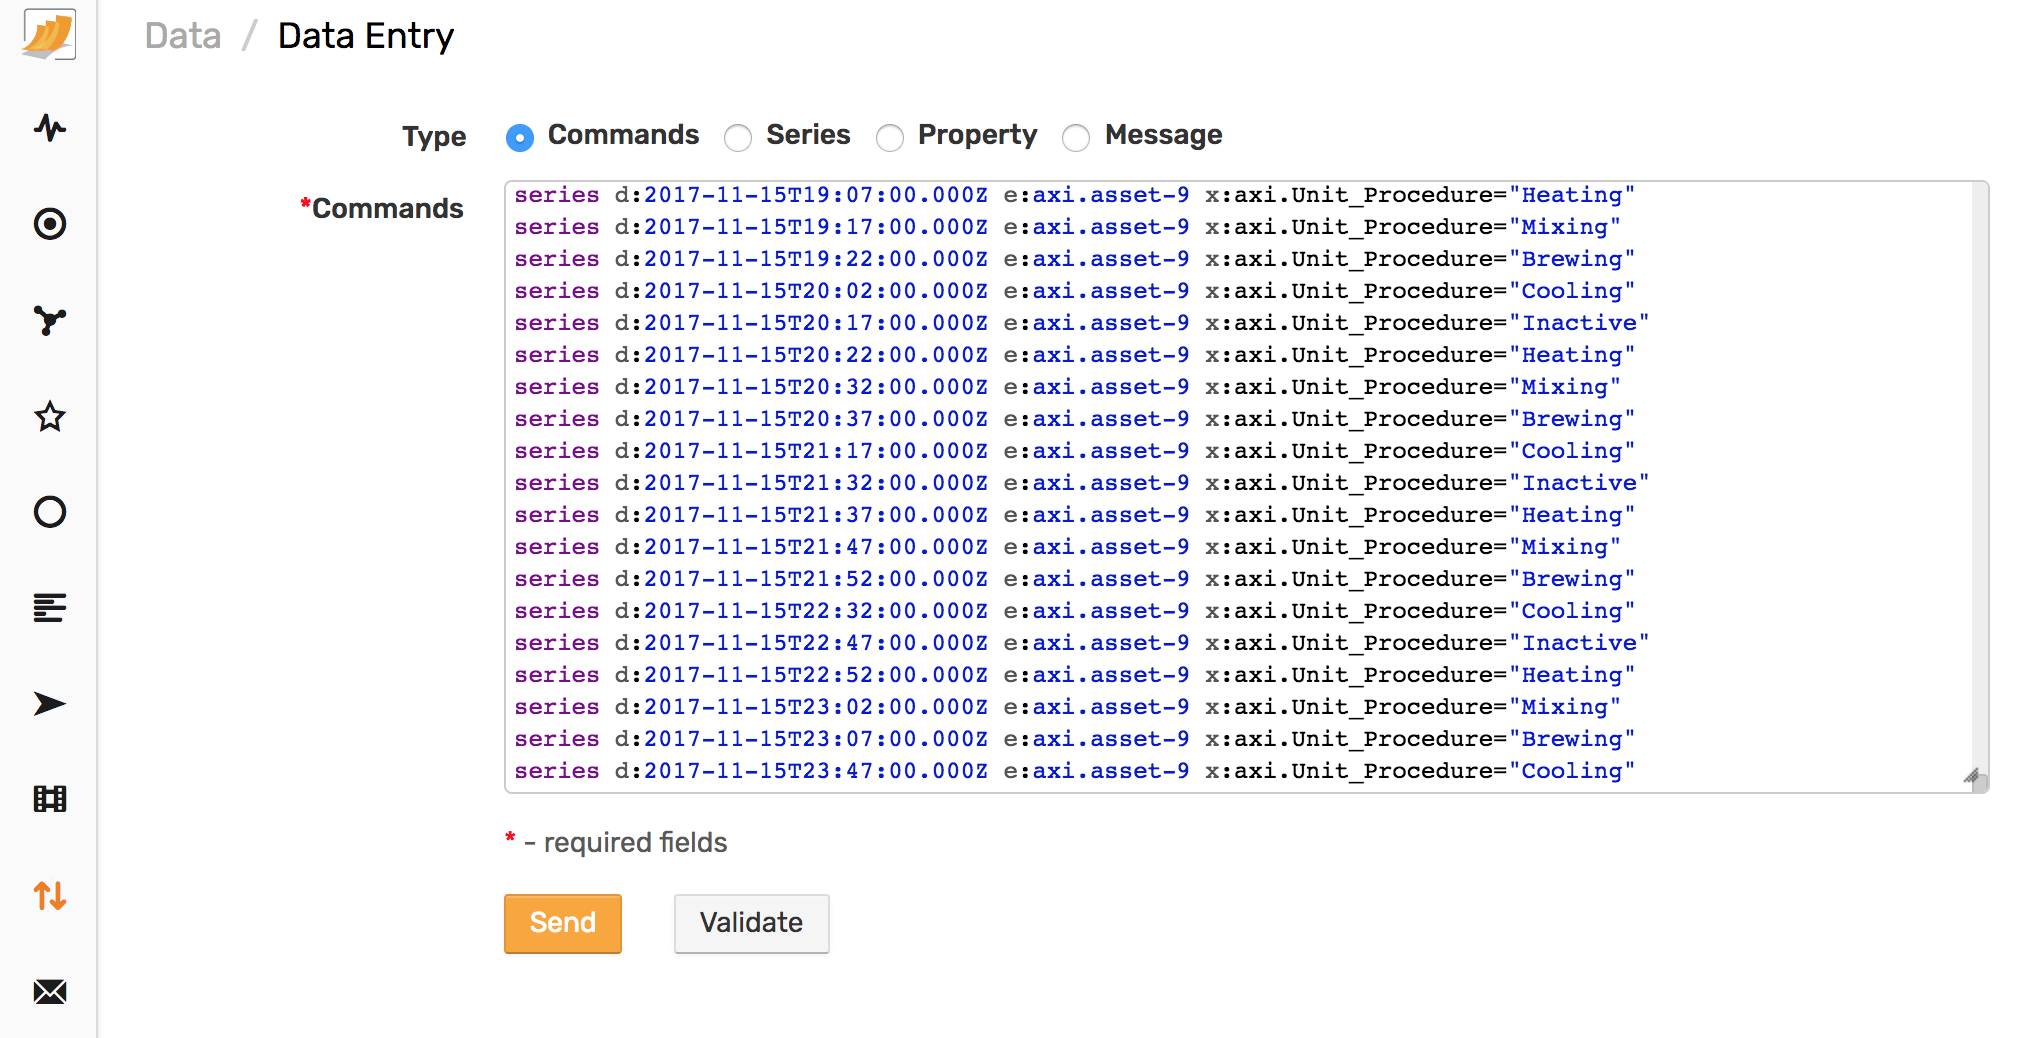 Data / Data Entry
Type Commands Series Property Message
*Commands
series d:2017-11-15T19:07:00.000Z e:axi.asset-9 x:axi.Unit_Procedure="Heating"
series d:2017-11-15T19:17:00.000Z e:axi.asset-9 x:axi.Unit_Procedure="Mixing"
series d:2017-11-15T19:22:00.000Z e:axi.asset-9 x:axi.Unit_Procedure="Brewing"
series d:2017-11-15T20:02:00.000Z e:axi.asset-9 x:axi.Unit_Procedure="Cooling"
series d:2017-11-15T20:17:00.000Z e:axi.asset-9 x:axi.Unit_Procedure="Inactive"
series d:2017-11-15T20:22:00.000Z e:axi.asset-9 x:axi.Unit_Procedure="Heating"
series d:2017-11-15T20:32:00.000Z e:axi.asset-9 x:axi.Unit_Procedure="Mixing"
series d:2017-11-15T20:37:00.000Z e:axi.asset-9 x:axi.Unit_Procedure="Brewing"
series d:2017-11-15T21:17:00.000Z e:axi.asset-9 x:axi.Unit_Procedure="Cooling"
series d:2017-11-15T21:32:00.000Z e:axi.asset-9 x:axi.Unit_Procedure="Inactive"
series d:2017-11-15T21:37:00.000Z e:axi.asset-9 x:axi.Unit_Procedure="Heating"
series d:2017-11-15T21:47:00.000Z e:axi.asset-9 x:axi.Unit_Procedure="Mixing"
series d:2017-11-15T21:52:00.000Z e:axi.asset-9 x:axi.Unit_Procedure="Brewing"
series d:2017-11-15T22:32:00.000Z e:axi.asset-9 x:axi.Unit_Procedure="Cooling"
series d:2017-11-15T22:47:00.000Z e:axi.asset-9 x:axi.Unit_Procedure="Inactive"
series d:2017-11-15T22:52:00.000Z e:axi.asset-9 x:axi.Unit_Procedure="Heating"
series d:2017-11-15T23:02:00.000Z e:axi.asset-9 x:axi.Unit_Procedure="Mixing"
series d:2017-11-15T23:07:00.000Z e:axi.asset-9 x:axi.Unit_Procedure="Brewing"
series d:2017-11-15T23:47:00.000Z e:axi.asset-9 x:axi.Unit_Procedure="Cooling"
* - required fields
Send Validate